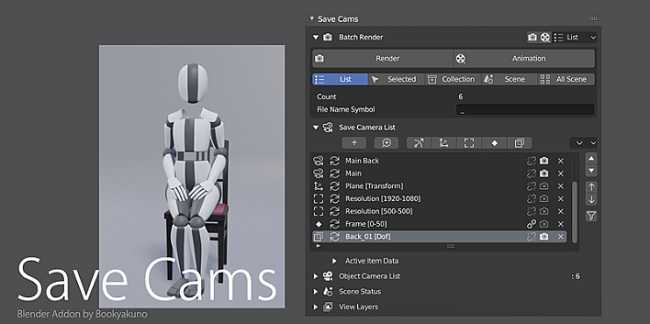 Save Cams
Batch Render
List
Render
Animation
List
Selected
Collection
Scene
All Scene
Count
6
File Name Symbol
_
Save Camera List
Main Back
Main
Plane [Transform]
Resolution [1920-1080]
Resolution [500-500]
Frame [0-50]
Back_01 [Dof]
Active Item Data
Object Camera List
: 6
Scene Status
View Layers
Save Cams
Blender Addon by Bookyakuno